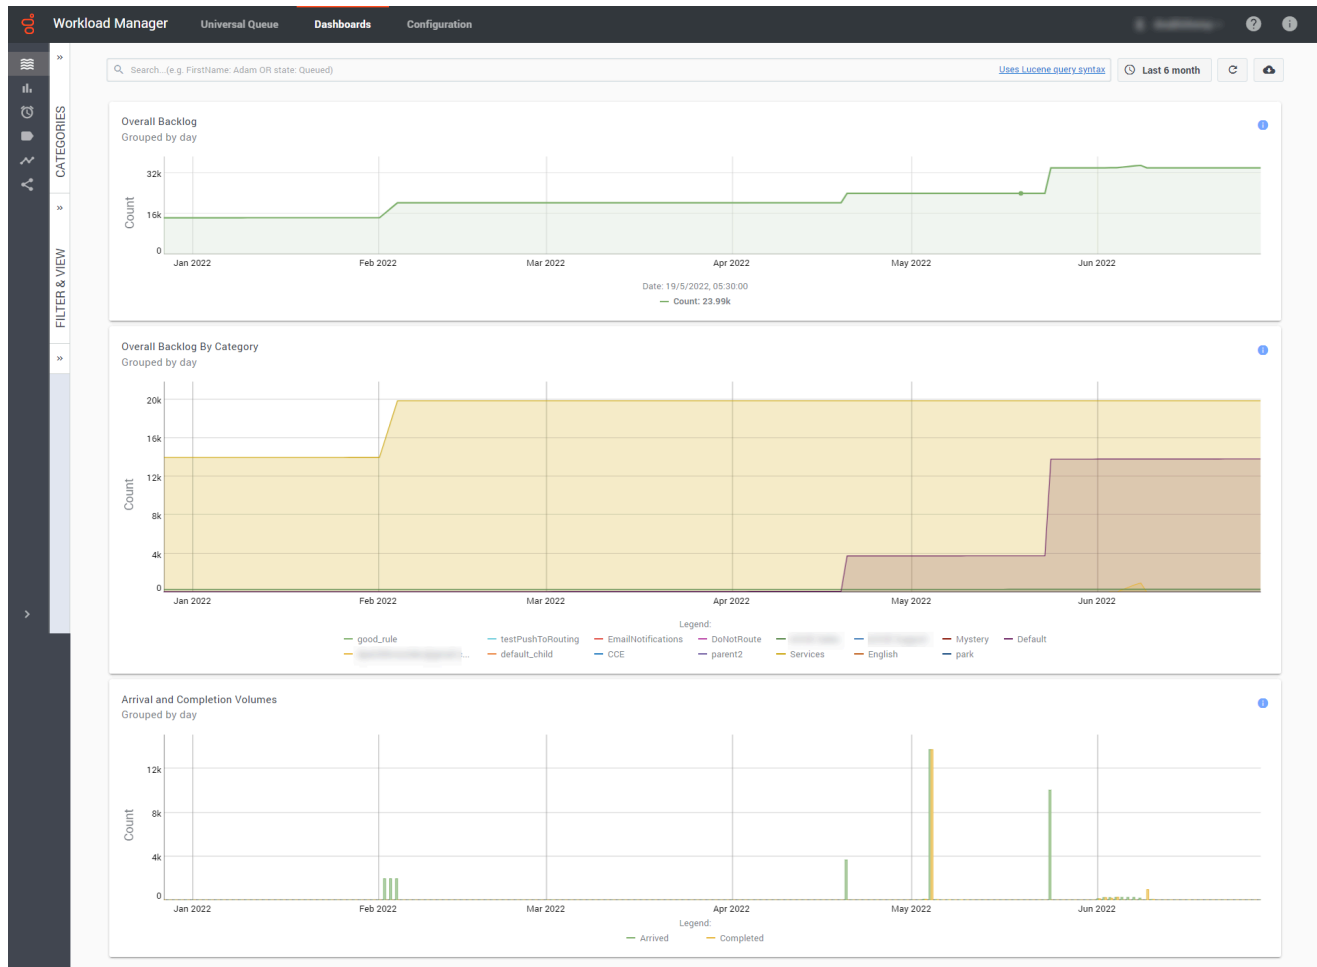 Workload Manager Universal Queue Dashboards Configuration
CATEGORIES
FILTER & VIEW
Search...(e.g. FirstName: Adam OR state: Queued) Uses Lucene query syntax Last 6 month
Overall Backlog
Grouped by day
Count
32k
16k
0
Jan 2022 Feb 2022 Mar 2022 Apr 2022 May 2022 Jun 2022
Date: 19/5/2022, 05:30:00
Count: 23.99k
Overall Backlog By Category
Grouped by day
Count
20k
16k
12k
8k
4k
0
Jan 2022 Feb 2022 Mar 2022 Apr 2022 May 2022 Jun 2022
Legend:
good_rule testPushToRouting EmailNotifications DoNotRoute Mystery Default
default_child CCE parent2 Services English park
Arrival and Completion Volumes
Grouped by day
Count
12k
8k
4k
0
Jan 2022 Feb 2022 Mar 2022 Apr 2022 May 2022 Jun 2022
Legend:
Arrived Completed